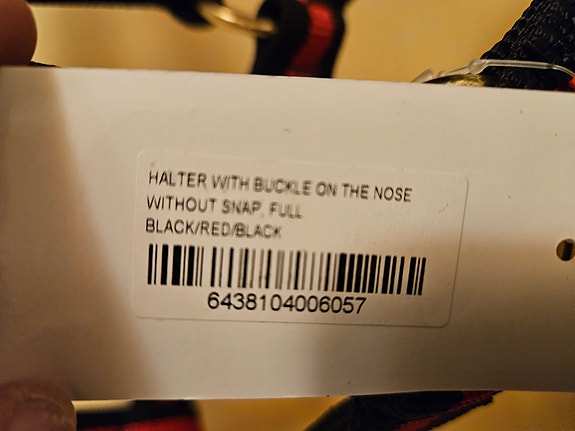 HALTER WITH BUCKLE ON THE NOSE
WITHOUT SNAP, FULL
BLACK/RED/BLACK
6438104006057